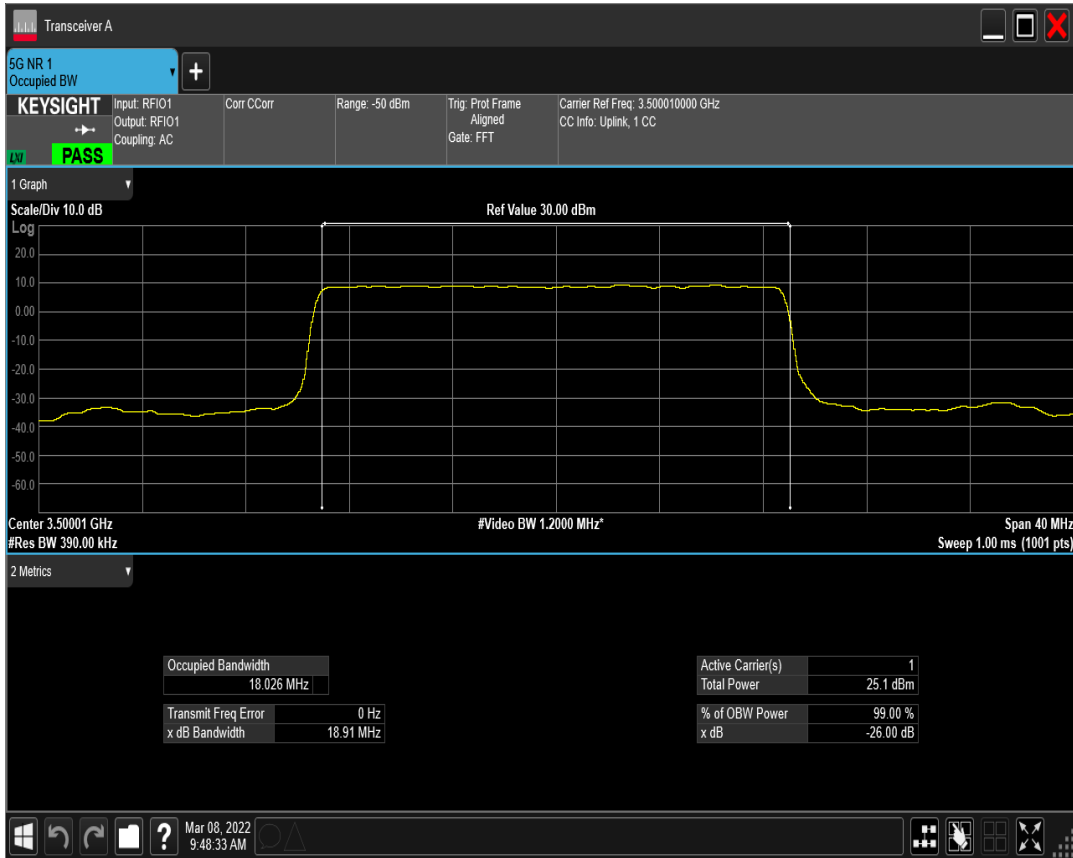 Transceiver A
5G NR 1
Occupied BW
+
KEYSIGHT
LXI PASS
Input: RFIO1
Output: RFIO1
Coupling: AC
Corr CCorr
Range: -50 dBm
Trig: Prot Frame
Aligned
Gate: FFT
Carrier Ref Freq: 3.500010000 GHz
CC Info: Uplink, 1 CC
1 Graph
Scale/Div 10.0 dB
Ref Value 30.00 dBm
Log
20.0
10.0
0.00
-10.0
-20.0
-30.0
-40.0
-50.0
-60.0
Center 3.50001 GHz
#Video BW 1.2000 MHz*
Span 40 MHz
#Res BW 390.00 kHz
Sweep 1.00 ms (1001 pts)
2 Metrics
Occupied Bandwidth
18.026 MHz
Transmit Freq Error 0 Hz
x dB Bandwidth 18.91 MHz
Active Carrier(s) 1
Total Power 25.1 dBm
% of OBW Power 99.00 %
x dB -26.00 dB
?
Mar 08, 2022
9:48:33 AM